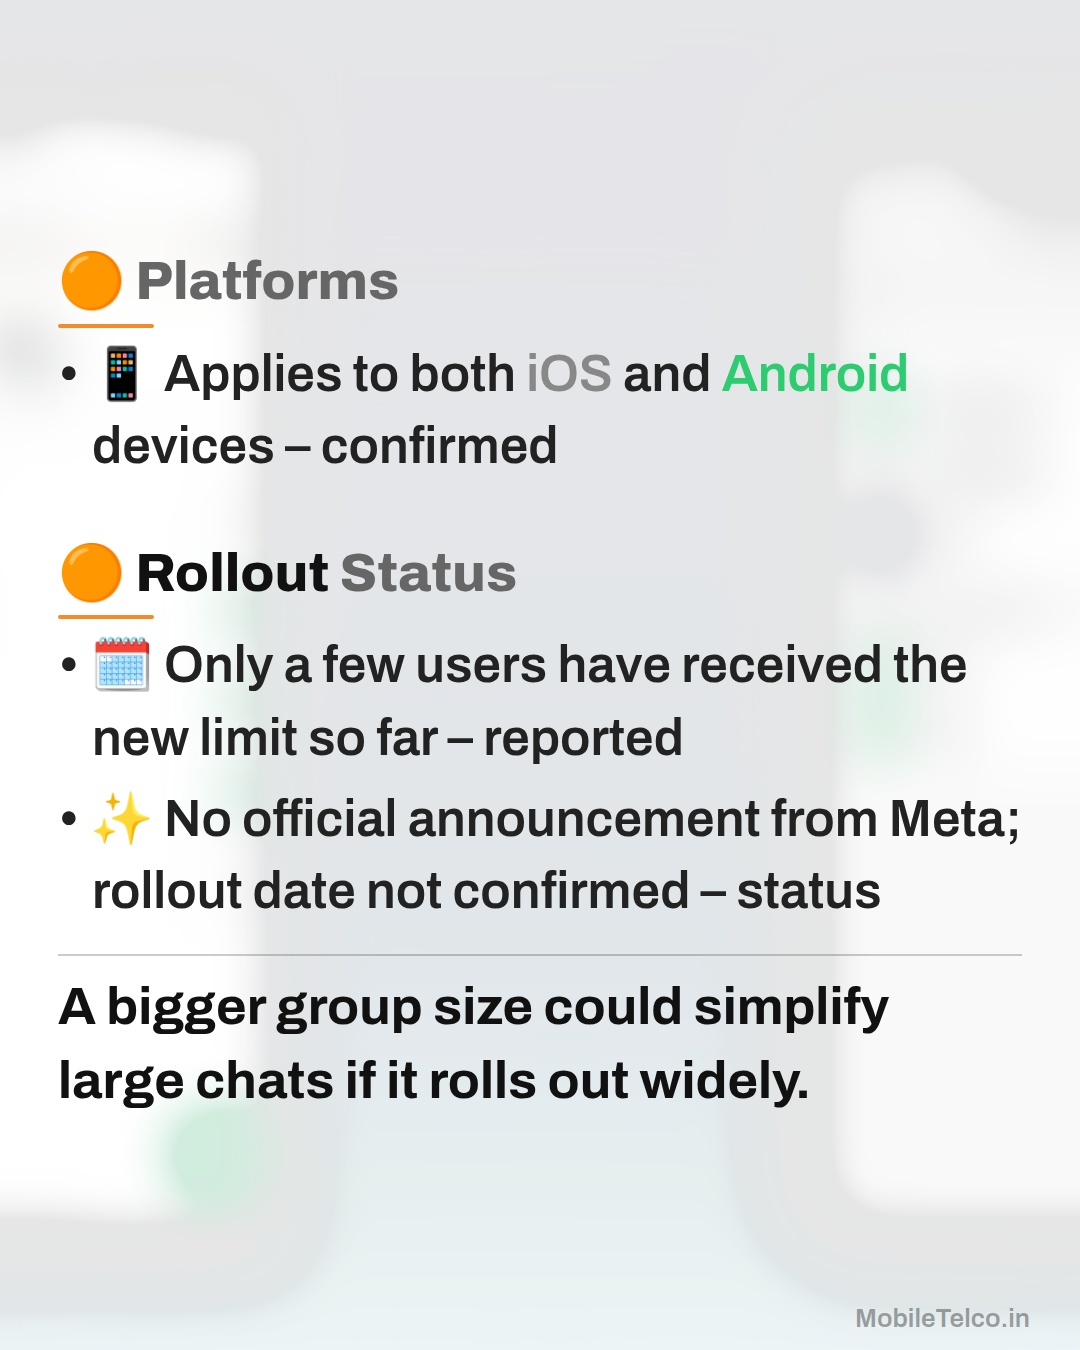 🟠 Platforms
• 📱 Applies to both iOS and Android
devices – confirmed
🟠 Rollout Status
• 🗓️ Only a few users have received the
new limit so far – reported
• ✨ No official announcement from Meta;
rollout date not confirmed – status
A bigger group size could simplify
large chats if it rolls out widely.
MobileTelco.in